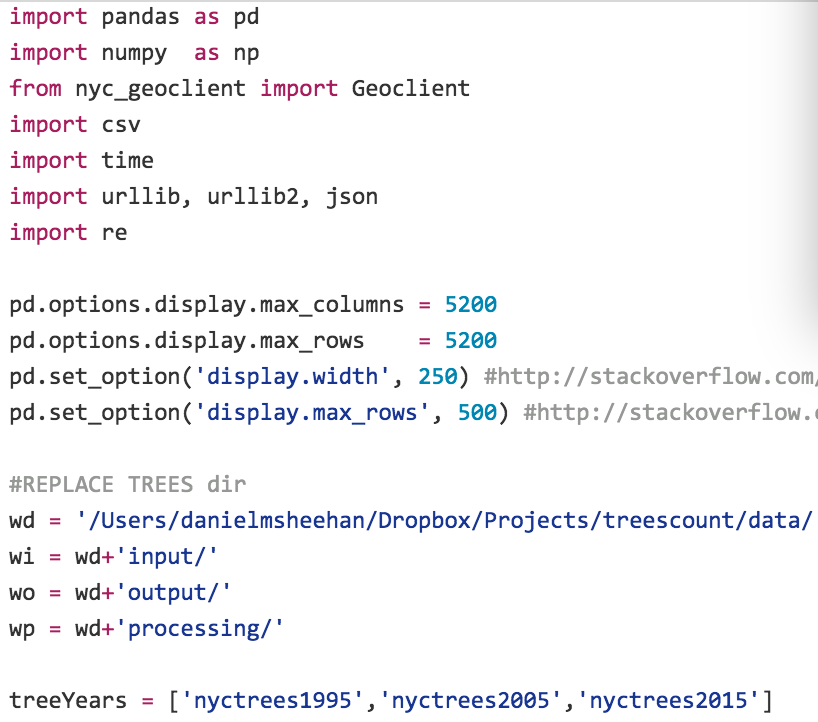 import pandas as pd
import numpy  as np
from nyc_geoclient import Geoclient
import csv
import time
import urllib, urllib2, json
import re
pd.options.display.max_columns = 5200
pd.options.display.max_rows    = 5200
pd.set_option('display.width', 250) #http://stackoverflow.com/
pd.set_option('display.max_rows', 500) #http://stackoverflow.
#REPLACE TREES dir
wd = '/Users/danielmsheehan/Dropbox/Projects/treescount/data/
wi = wd+'input/'
wo = wd+'output/'
wp = wd+'processing/'
treeYears = ['nyctrees1995','nyctrees2005','nyctrees2015']